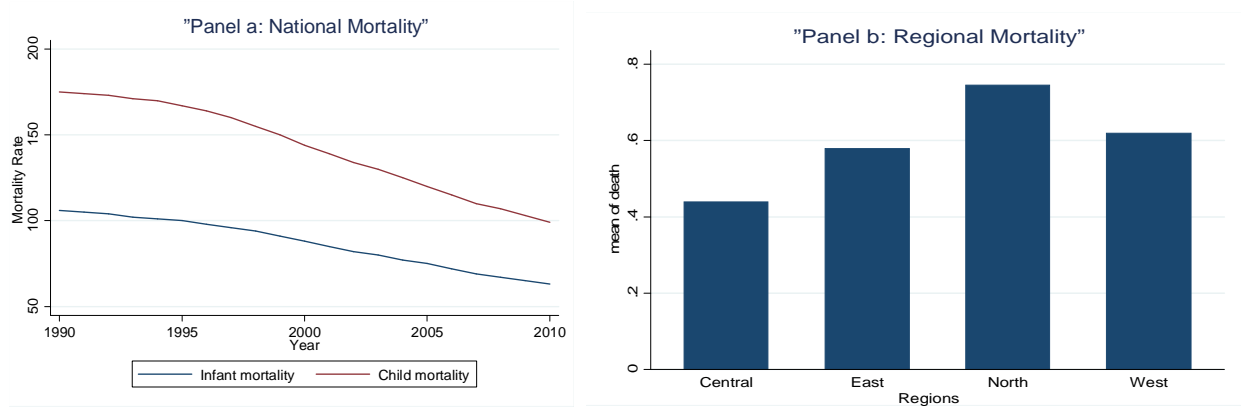 ”Panel a: National Mortality”
Mortality Rate
200
150
100
50
1990 1995 2000 2005 2010
Year
Infant mortality Child mortality
”Panel b: Regional Mortality”
mean of death
.8
.6
.4
.2
0
Central East North West
Regions